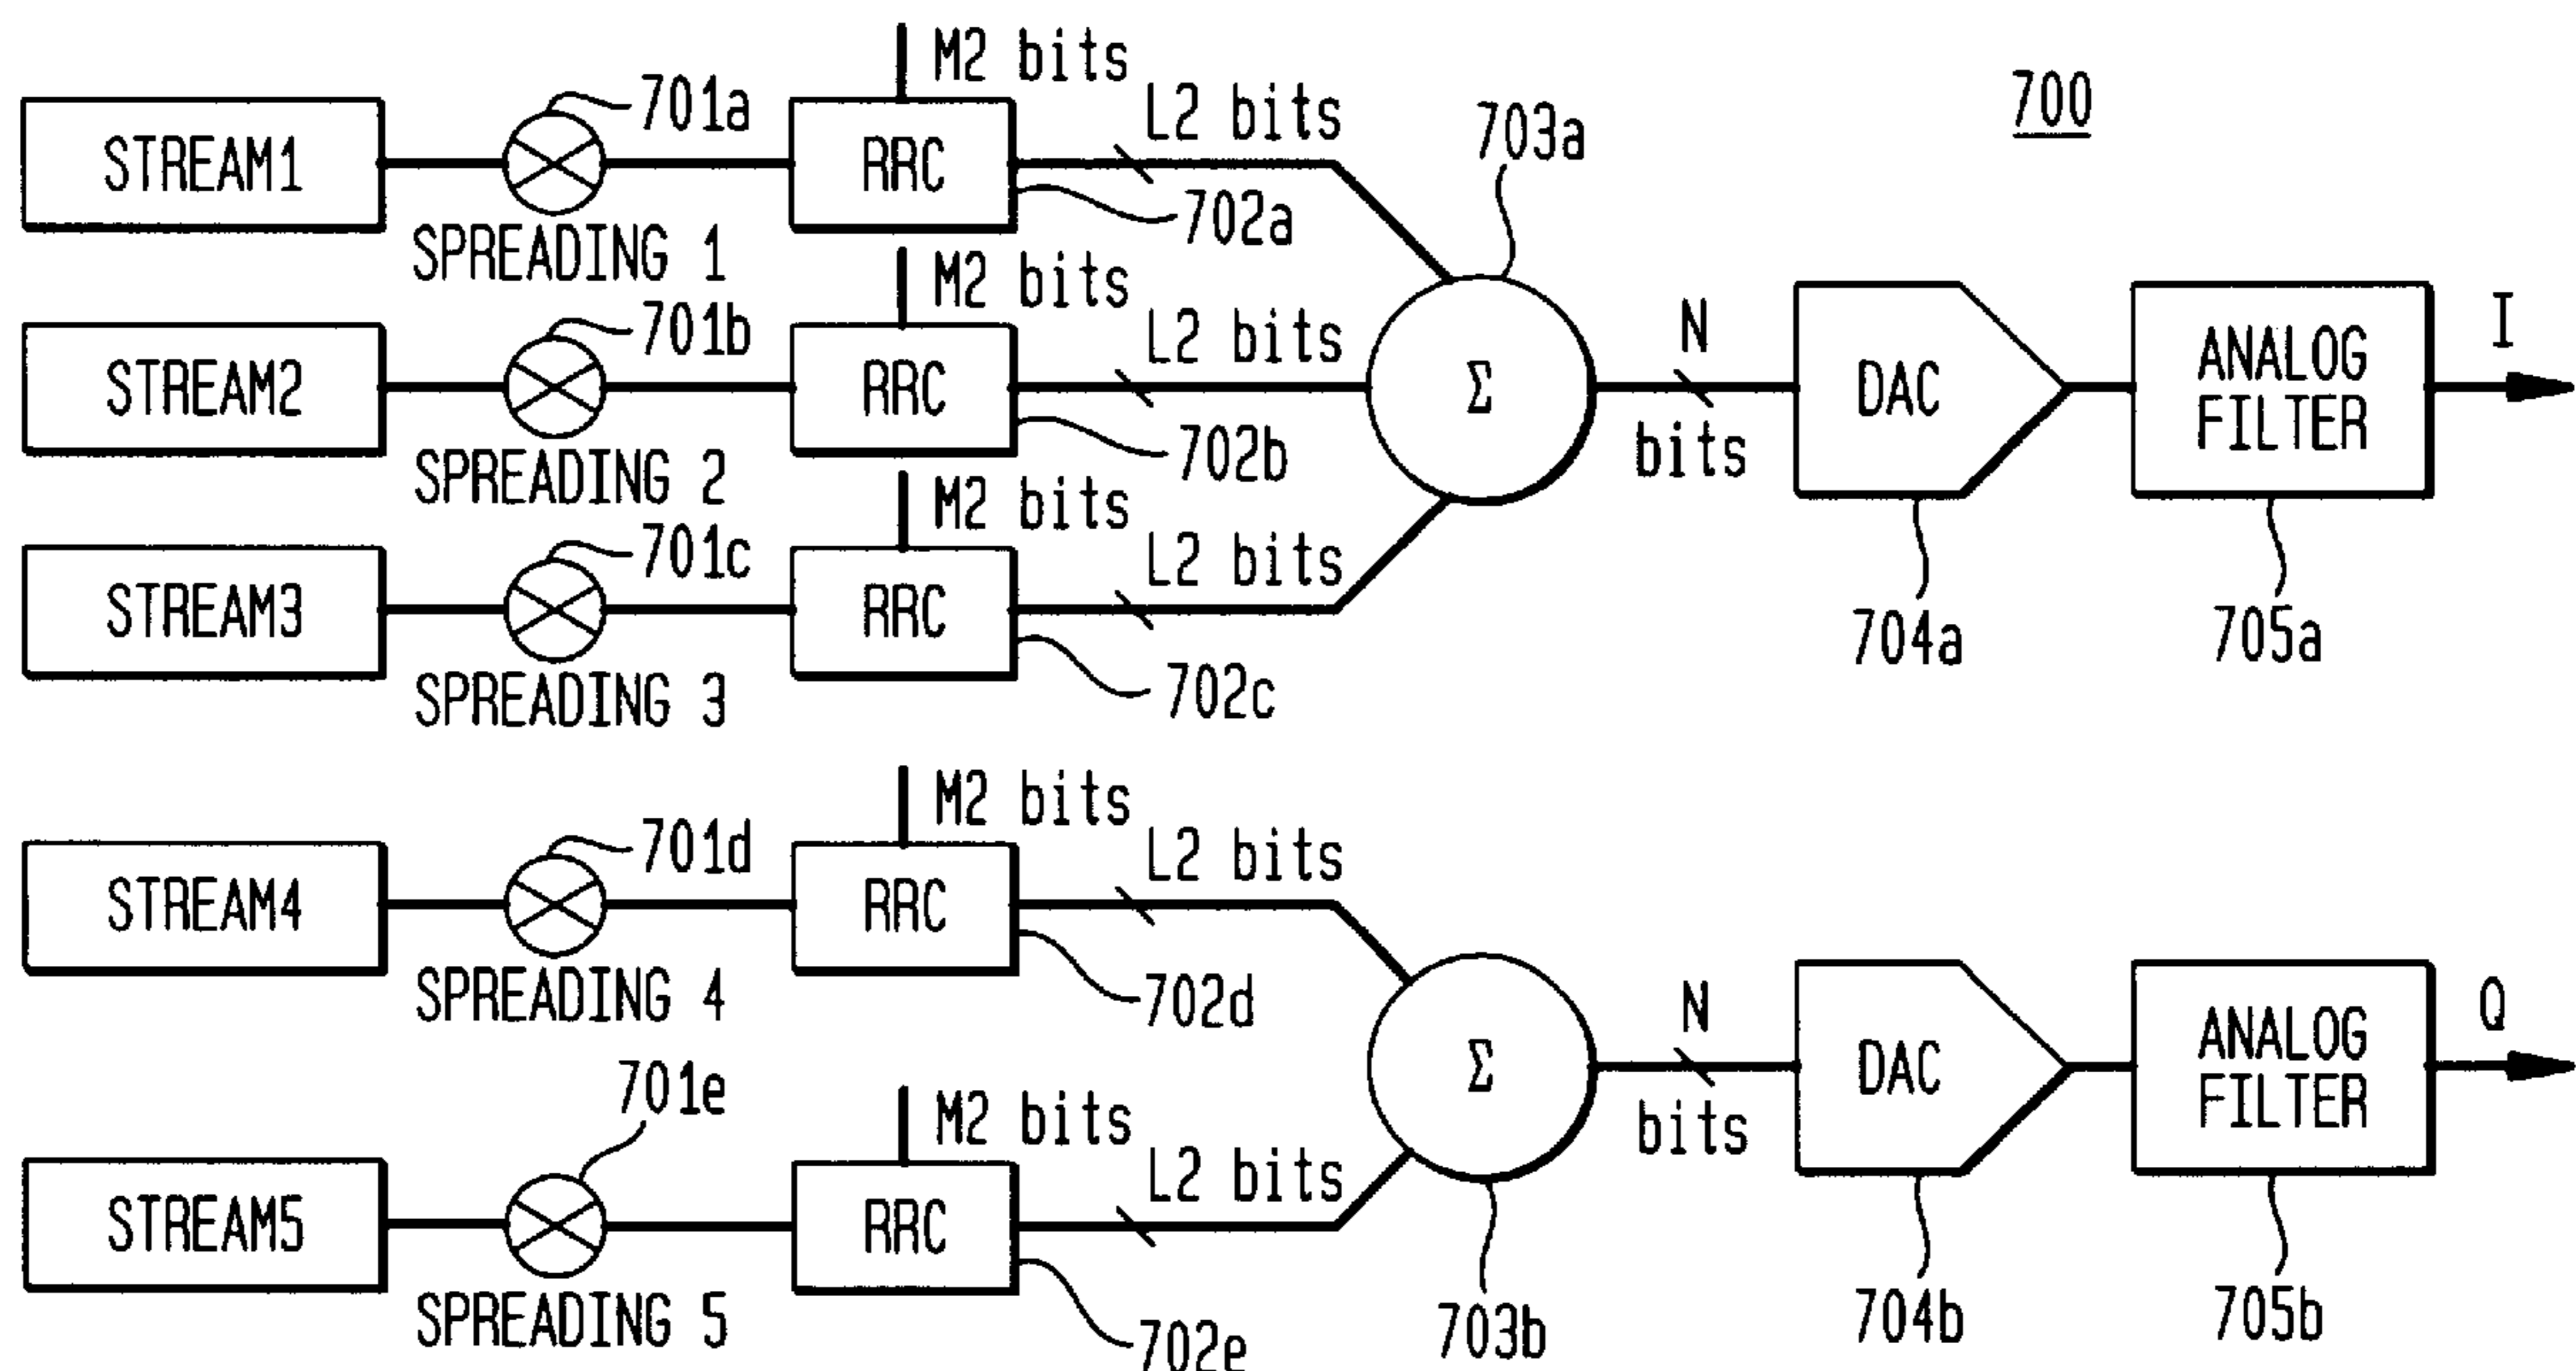 700
M2 bits
701a
L2 bits
703a
STREAM1
RRC
702a
SPREADING 1
M2 bits
701b
L2 bits
N
I
STREAM2
RRC
Σ
DAC
ANALOG
FILTER
bits
702b
SPREADING 2
M2 bits
701c
L2 bits
STREAM3
RRC
704a
705a
702c
SPREADING 3
M2 bits
701d
L2 bits
STREAM4
RRC
702d
SPREADING 4
N
Q
Σ
DAC
ANALOG
FILTER
bits
701e
M2 bits
L2 bits
STREAM5
RRC
SPREADING 5
702e
703b
704b
705b